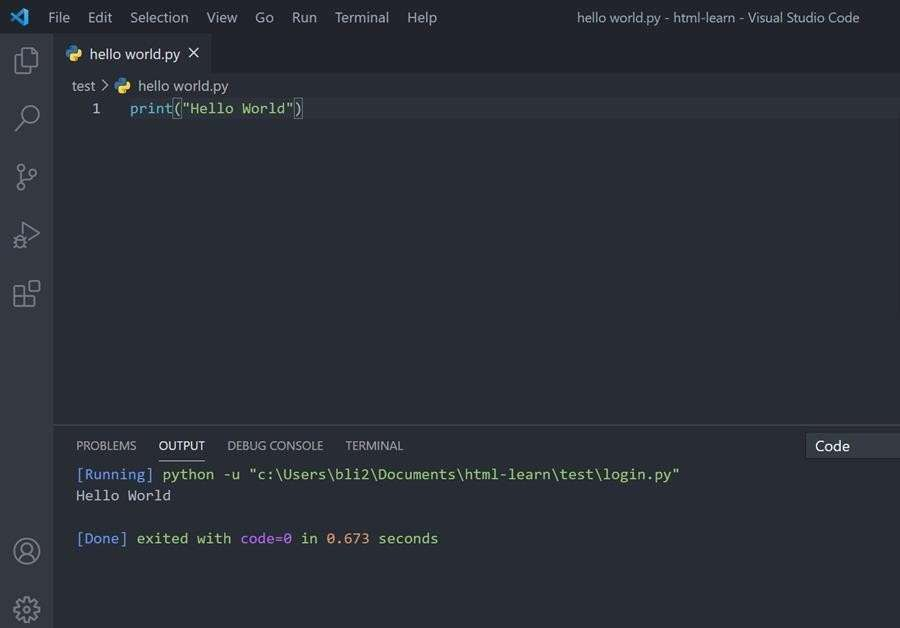 File Edit Selection View Go Run Terminal Help hello world.py - html-learn - Visual Studio Code
hello world.py
test > hello world.py
1 print("Hello World")
PROBLEMS OUTPUT DEBUG CONSOLE TERMINAL Code
[Running] python -u "c:\Users\bli2\Documents\html-learn\test\login.py"
Hello World
[Done] exited with code=0 in 0.673 seconds